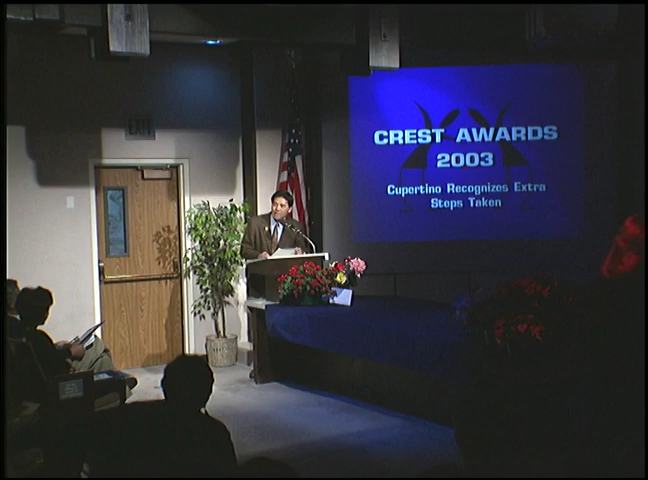 EXIT
CREST AWARDS
2003
Cupertino Recognizes Extra
Steps Taken